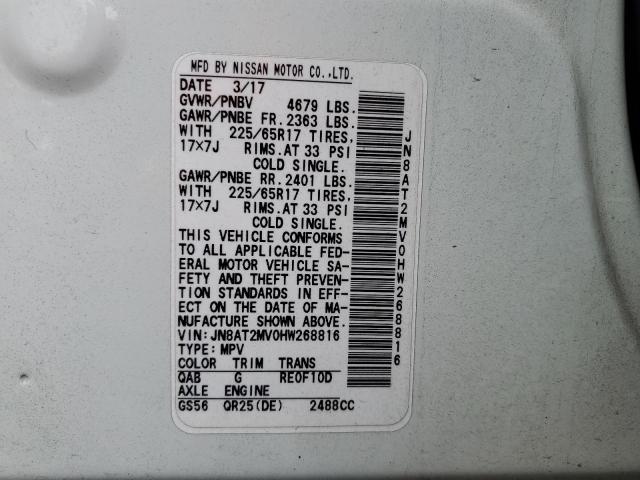 MFD BY NISSAN MOTOR CO.,LTD.
DATE 3/17
GVWR/PNBV 4679 LBS.
GAWR/PNBE FR. 2363 LBS.
WITH 225/65R17 TIRES,
17×7J RIMS. AT 33 PSI
COLD SINGLE.
GAWR/PNBE RR. 2401 LBS.
WITH 225/65R17 TIRES,
17×7J RIMS. AT 33 PSI
COLD SINGLE.
THIS VEHICLE CONFORMS
TO ALL APPLICABLE FED-
ERAL MOTOR VEHICLE SA-
FETY AND THEFT PREVEN-
TION STANDARDS IN EFF-
ECT ON THE DATE OF MA-
NUFACTURE SHOWN ABOVE.
VIN: JN8AT2MV0HW268816
TYPE: MPV
COLOR TRIM TRANS
QAB G RE0F10D
AXLE ENGINE
GS56 QR25(DE) 2488CC
JN8AT2MV0HW268816